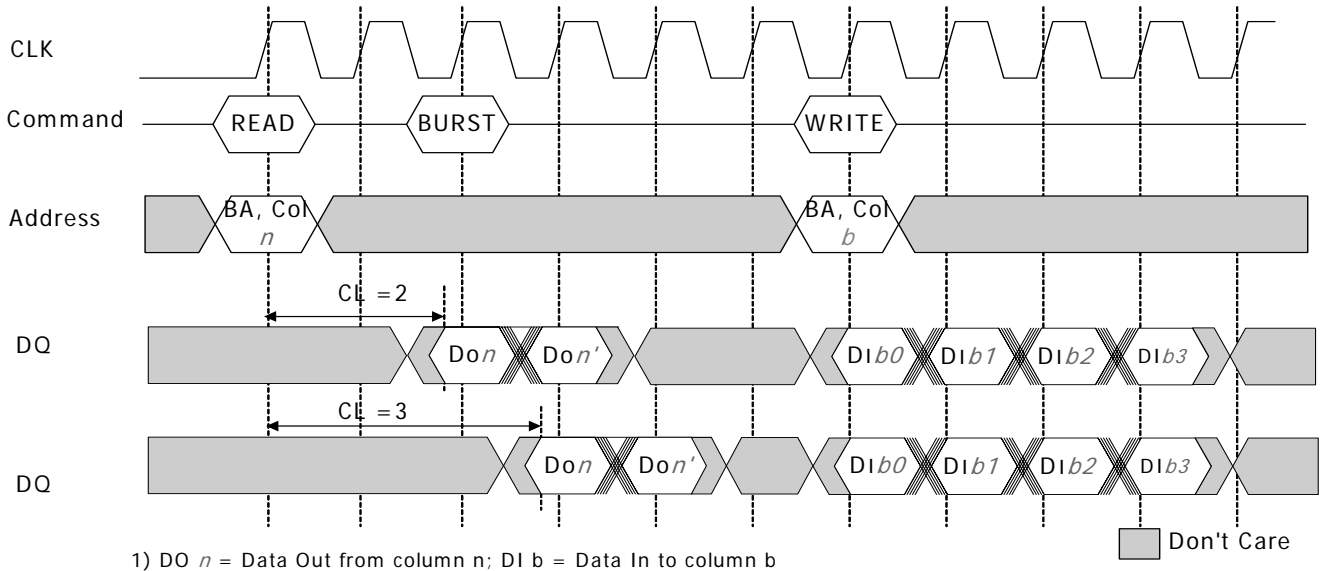 CLK
Command READ BURST WRITE
Address BA, Col n BA, Col b
CL =2
DQ Don Don' DIb0 DIb1 DIb2 DIb3
CL =3
DQ Don Don' DIb0 DIb1 DIb2 DIb3
Don't Care
1) DO n = Data Out from column n; DI b = Data In to column b